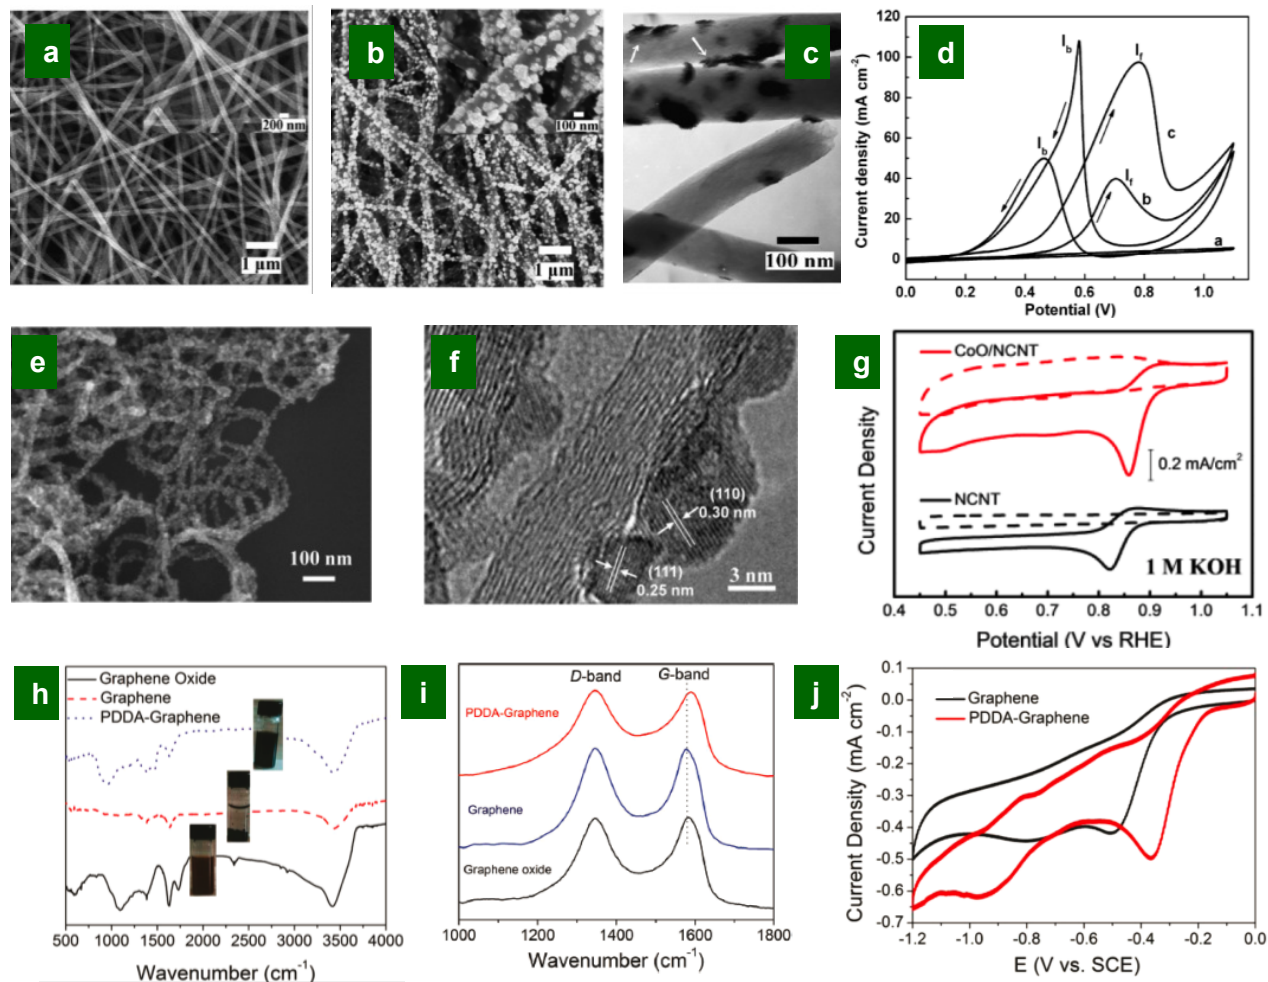 a
200 nm
1 μm
b
100 nm
1 μm
c
100 nm
d
Current density (mA cm-2)
120
100
80
60
40
20
0
Ib
If
Ib
If
c
b
a
0.0 0.2 0.4 0.6 0.8 1.0
Potential (V)
e
100 nm
f
(110)
0.30 nm
(111)
0.25 nm
3 nm
g
CoO/NCNT
0.2 mA/cm2
NCNT
1 M KOH
Current Density
0.4 0.5 0.6 0.7 0.8 0.9 1.0 1.1
Potential (V vs RHE)
h
Graphene Oxide
Graphene
PDDA-Graphene
500 1000 1500 2000 2500 3000 3500 4000
Wavenumber (cm-1)
i
D-band G-band
PDDA-Graphene
Graphene
Graphene oxide
1000 1200 1400 1600 1800
Wavenumber (cm-1)
j
Graphene
PDDA-Graphene
Current Density (mA cm-2)
0.1
0.0
-0.1
-0.2
-0.3
-0.4
-0.5
-0.6
-0.7
-1.2 -1.0 -0.8 -0.6 -0.4 -0.2 0.0
E (V vs. SCE)